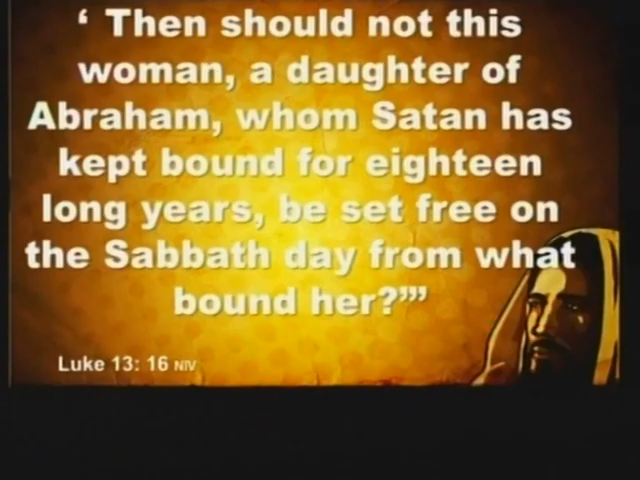 ‘ Then should not this
woman, a daughter of
Abraham, whom Satan has
kept bound for eighteen
long years, be set free on
the Sabbath day from what
bound her?”’
Luke 13: 16 NIV